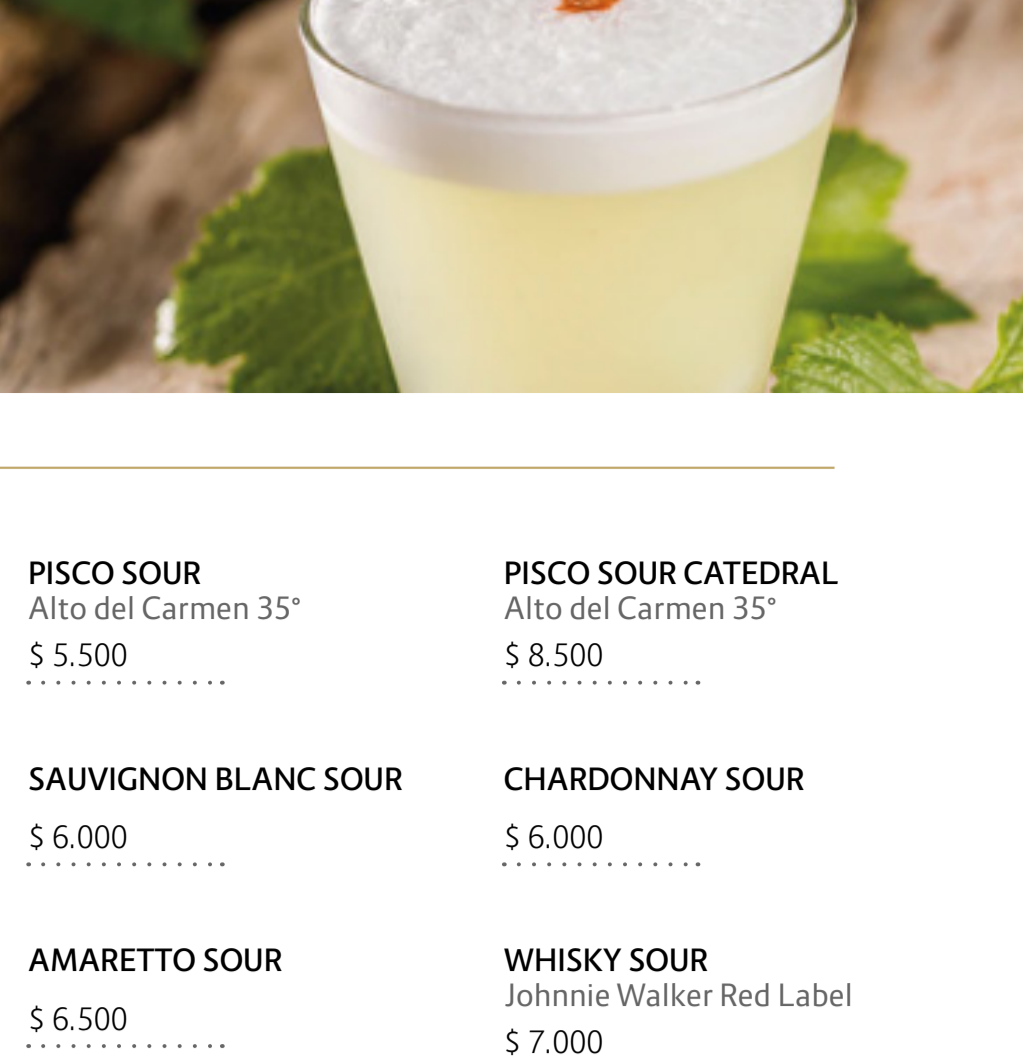 PISCO SOUR
Alto del Carmen 35°
$ 5.500
PISCO SOUR CATEDRAL
Alto del Carmen 35°
$ 8.500
SAUVIGNON BLANC SOUR
$ 6.000
CHARDONNAY SOUR
$ 6.000
AMARETTO SOUR
$ 6.500
WHISKY SOUR
Johnnie Walker Red Label
$ 7.000